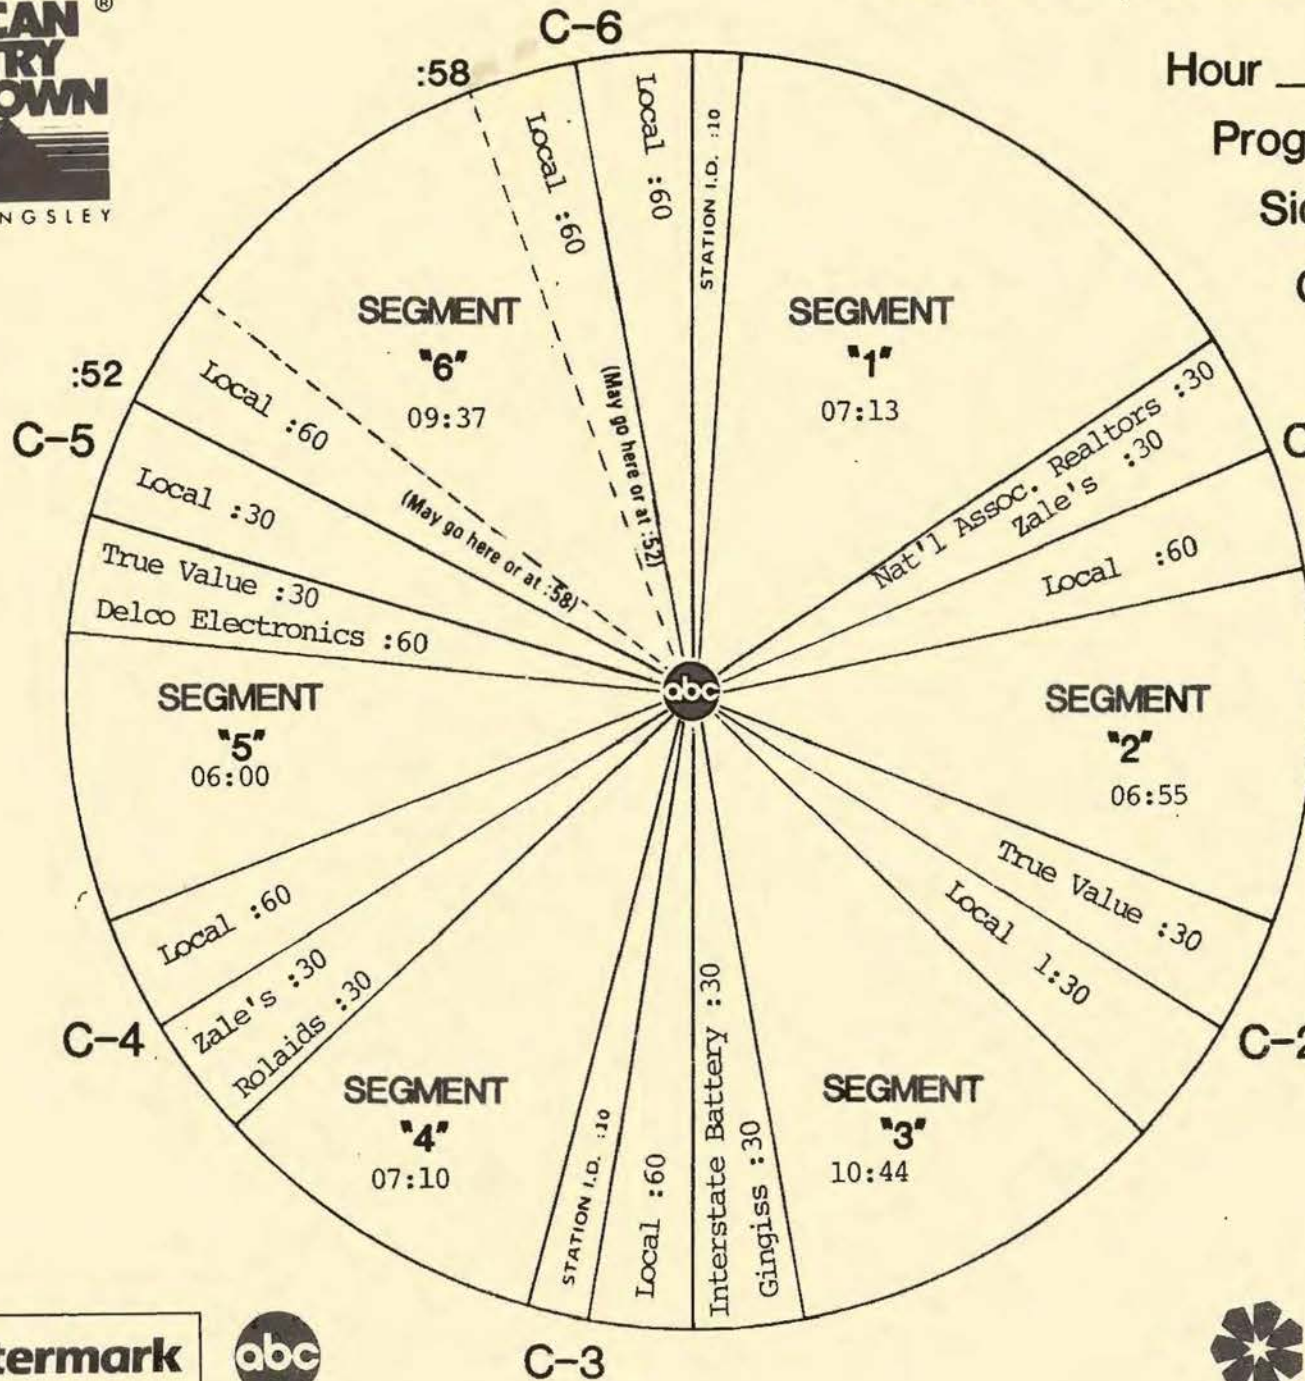 ®
NGSLEY
Hour
C-6
:58
Local :60
Local :60
STATION I.D. :10
SEGMENT
"6"
09:37
SEGMENT
"1"
07:13
(May go here or at :52)
:52
C-5
Local :60
(May go here or at :58)
Local :30
True Value :30
Delco Electronics :60
Nat'l Assoc. Realtors :30
Zale's :30
Local :60
abc
SEGMENT
"5"
06:00
SEGMENT
"2"
06:55
True Value :30
Local 1:30
Local :60
Zale's :30
Rolaids :30
C-4
C-2
SEGMENT
"4"
07:10
STATION I.D. :10
Local :60
Interstate Battery :30
Gingiss :30
SEGMENT
"3"
10:44
C-3
termark
abc